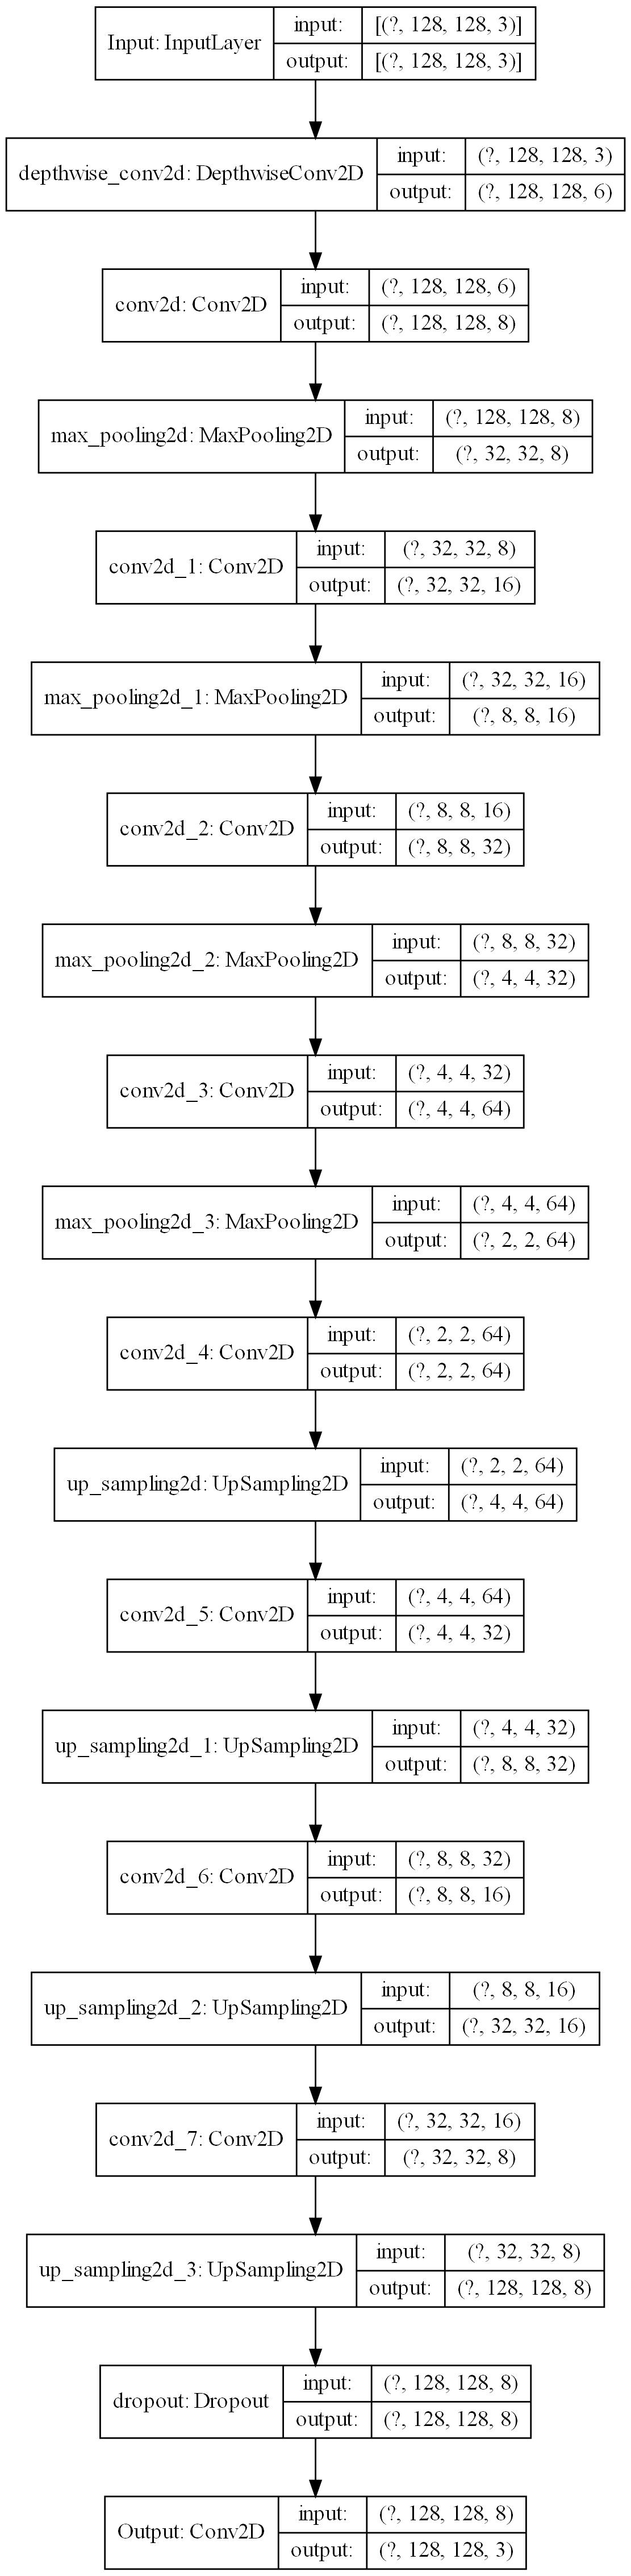 Input: InputLayer
input: [(?, 128, 128, 3)]
output: [(?, 128, 128, 3)]
depthwise_conv2d: DepthwiseConv2D
input: (?, 128, 128, 3)
output: (?, 128, 128, 6)
conv2d: Conv2D
input: (?, 128, 128, 6)
output: (?, 128, 128, 8)
max_pooling2d: MaxPooling2D
input: (?, 128, 128, 8)
output: (?, 32, 32, 8)
conv2d_1: Conv2D
input: (?, 32, 32, 8)
output: (?, 32, 32, 16)
max_pooling2d_1: MaxPooling2D
input: (?, 32, 32, 16)
output: (?, 8, 8, 16)
conv2d_2: Conv2D
input: (?, 8, 8, 16)
output: (?, 8, 8, 32)
max_pooling2d_2: MaxPooling2D
input: (?, 8, 8, 32)
output: (?, 4, 4, 32)
conv2d_3: Conv2D
input: (?, 4, 4, 32)
output: (?, 4, 4, 64)
max_pooling2d_3: MaxPooling2D
input: (?, 4, 4, 64)
output: (?, 2, 2, 64)
conv2d_4: Conv2D
input: (?, 2, 2, 64)
output: (?, 2, 2, 64)
up_sampling2d: UpSampling2D
input: (?, 2, 2, 64)
output: (?, 4, 4, 64)
conv2d_5: Conv2D
input: (?, 4, 4, 64)
output: (?, 4, 4, 32)
up_sampling2d_1: UpSampling2D
input: (?, 4, 4, 32)
output: (?, 8, 8, 32)
conv2d_6: Conv2D
input: (?, 8, 8, 32)
output: (?, 8, 8, 16)
up_sampling2d_2: UpSampling2D
input: (?, 8, 8, 16)
output: (?, 32, 32, 16)
conv2d_7: Conv2D
input: (?, 32, 32, 16)
output: (?, 32, 32, 8)
up_sampling2d_3: UpSampling2D
input: (?, 32, 32, 8)
output: (?, 128, 128, 8)
dropout: Dropout
input: (?, 128, 128, 8)
output: (?, 128, 128, 8)
Output: Conv2D
input: (?, 128, 128, 8)
output: (?, 128, 128, 3)